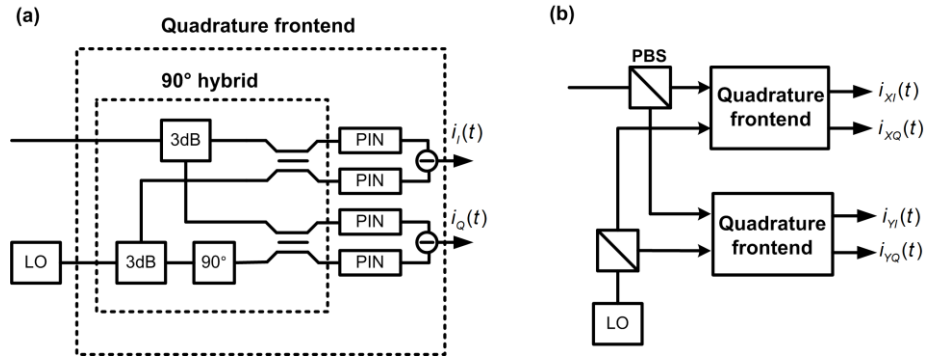 (a)
Quadrature frontend
90° hybrid
3dB
PIN
i_I(t)
PIN
PIN
i_Q(t)
LO
3dB
90°
PIN
(b)
PBS
Quadrature
frontend
i_XI(t)
i_XQ(t)
Quadrature
frontend
i_YI(t)
i_YQ(t)
LO